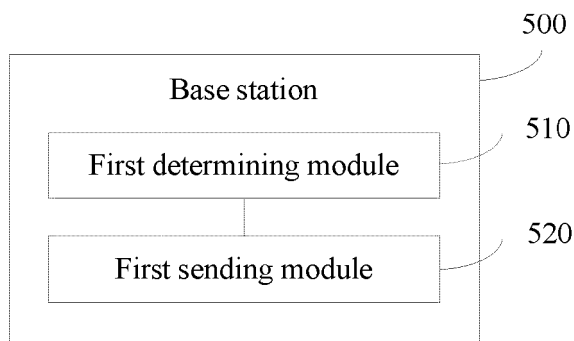 500
Base station
510
First determining module
520
First sending module